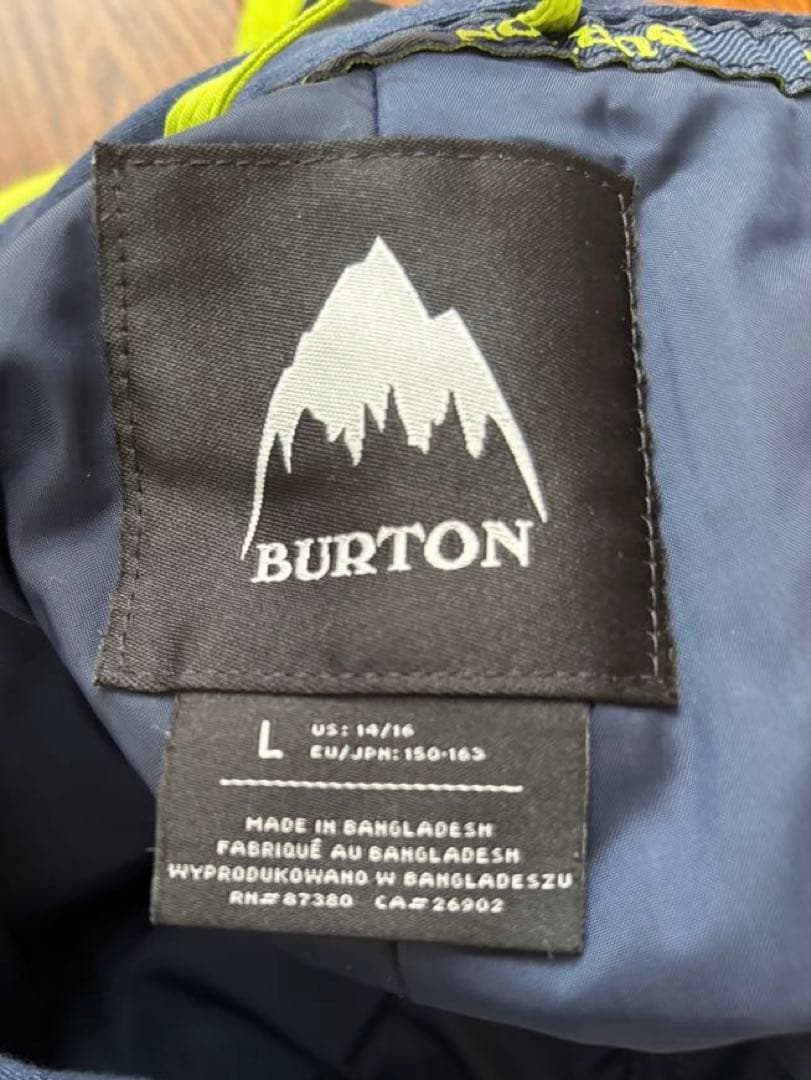 BURTON
L
US: 14/16
EU/JPN: 150-163
MADE IN BANGLADESH
FABRIQUÉ AU BANGLADESH
WYPRODUKOWANO W BANGLADESZU
RN# 87380 CA# 26902